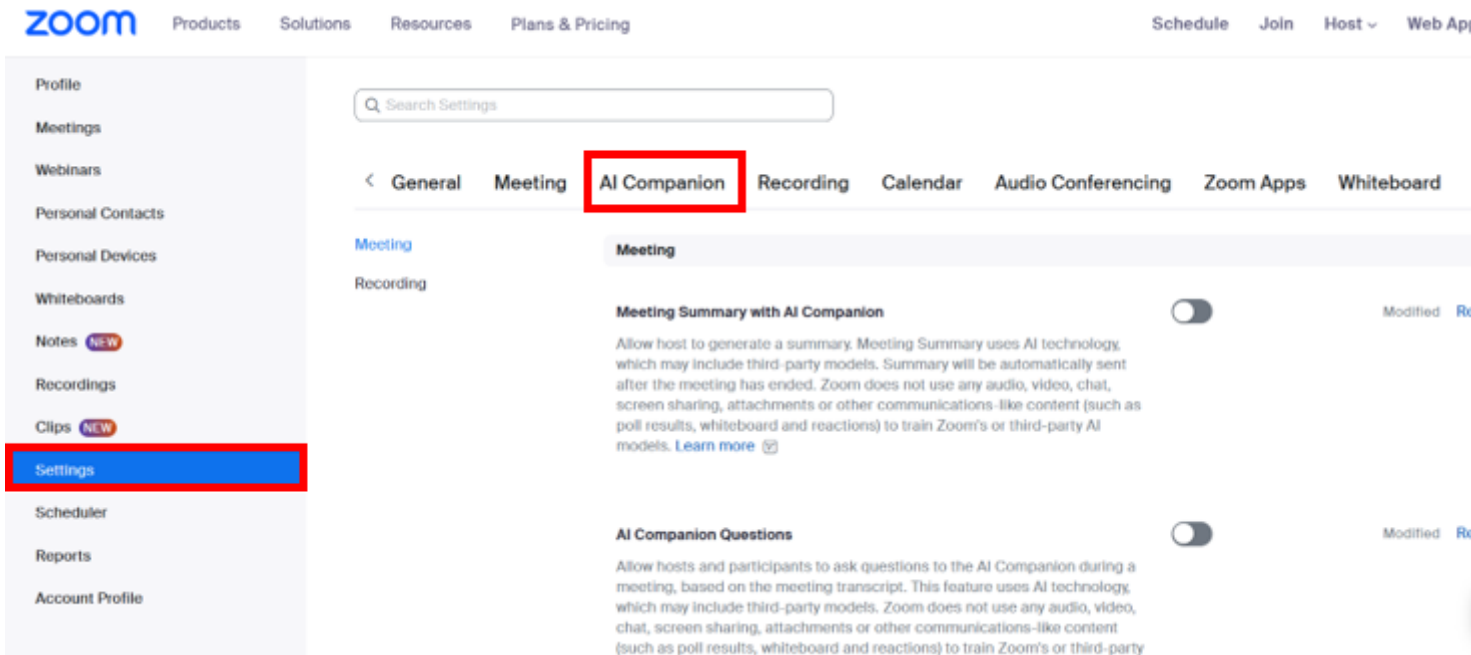 zoom Products Solutions Resources Plans & Pricing Schedule Join Host Web App
Profile
Meetings
Webinars
Personal Contacts
Personal Devices
Whiteboards
Notes NEW
Recordings
Clips NEW
Settings
Scheduler
Reports
Account Profile
Search Settings
General Meeting AI Companion Recording Calendar Audio Conferencing Zoom Apps Whiteboard
Meeting
Recording
Meeting
Meeting Summary with AI Companion
Modified
Allow host to generate a summary. Meeting Summary uses AI technology,
which may include third-party models. Summary will be automatically sent
after the meeting has ended. Zoom does not use any audio, video, chat,
screen sharing, attachments or other communications-like content (such as
poll results, whiteboard and reactions) to train Zoom's or third-party AI
models. Learn more
AI Companion Questions
Modified
Allow hosts and participants to ask questions to the AI Companion during a
meeting, based on the meeting transcript. This feature uses AI technology,
which may include third-party models. Zoom does not use any audio, video,
chat, screen sharing, attachments or other communications-like content
(such as poll results, whiteboard and reactions) to train Zoom's or third-party